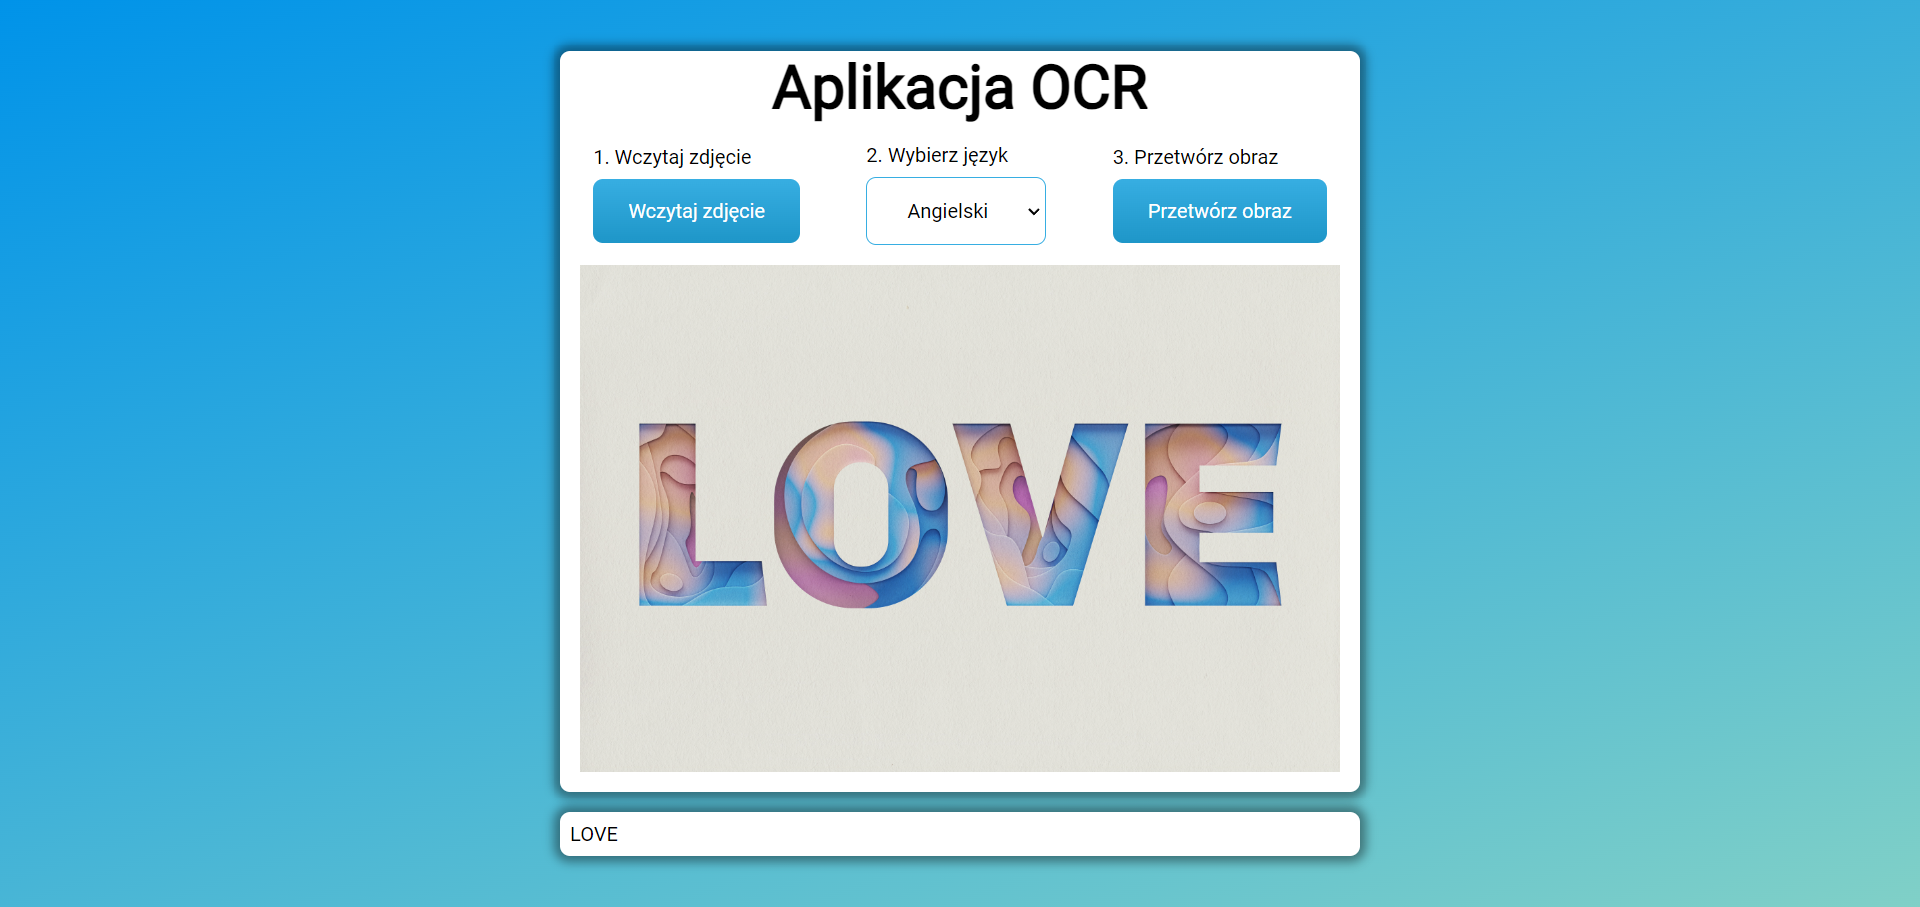 Aplikacja OCR
1. Wczytaj zdjęcie
2. Wybierz język
3. Przetwórz obraz
Wczytaj zdjęcie
Angielski
Przetwórz obraz
LOVE
LOVE